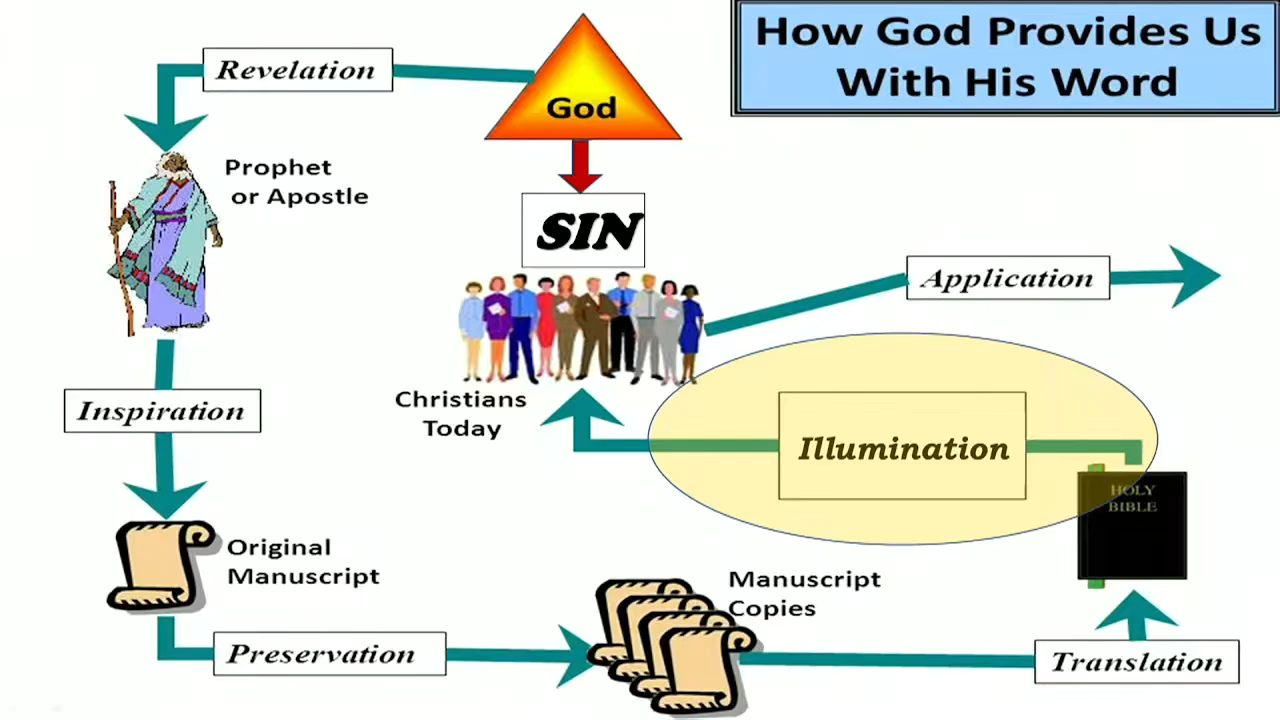 How God Provides Us
With His Word
Revelation
God
Prophet
or Apostle
SIN
Application
Christians
Today
Inspiration
Illumination
HOLY
BIBLE
Original
Manuscript
Manuscript
Copies
Preservation
Translation